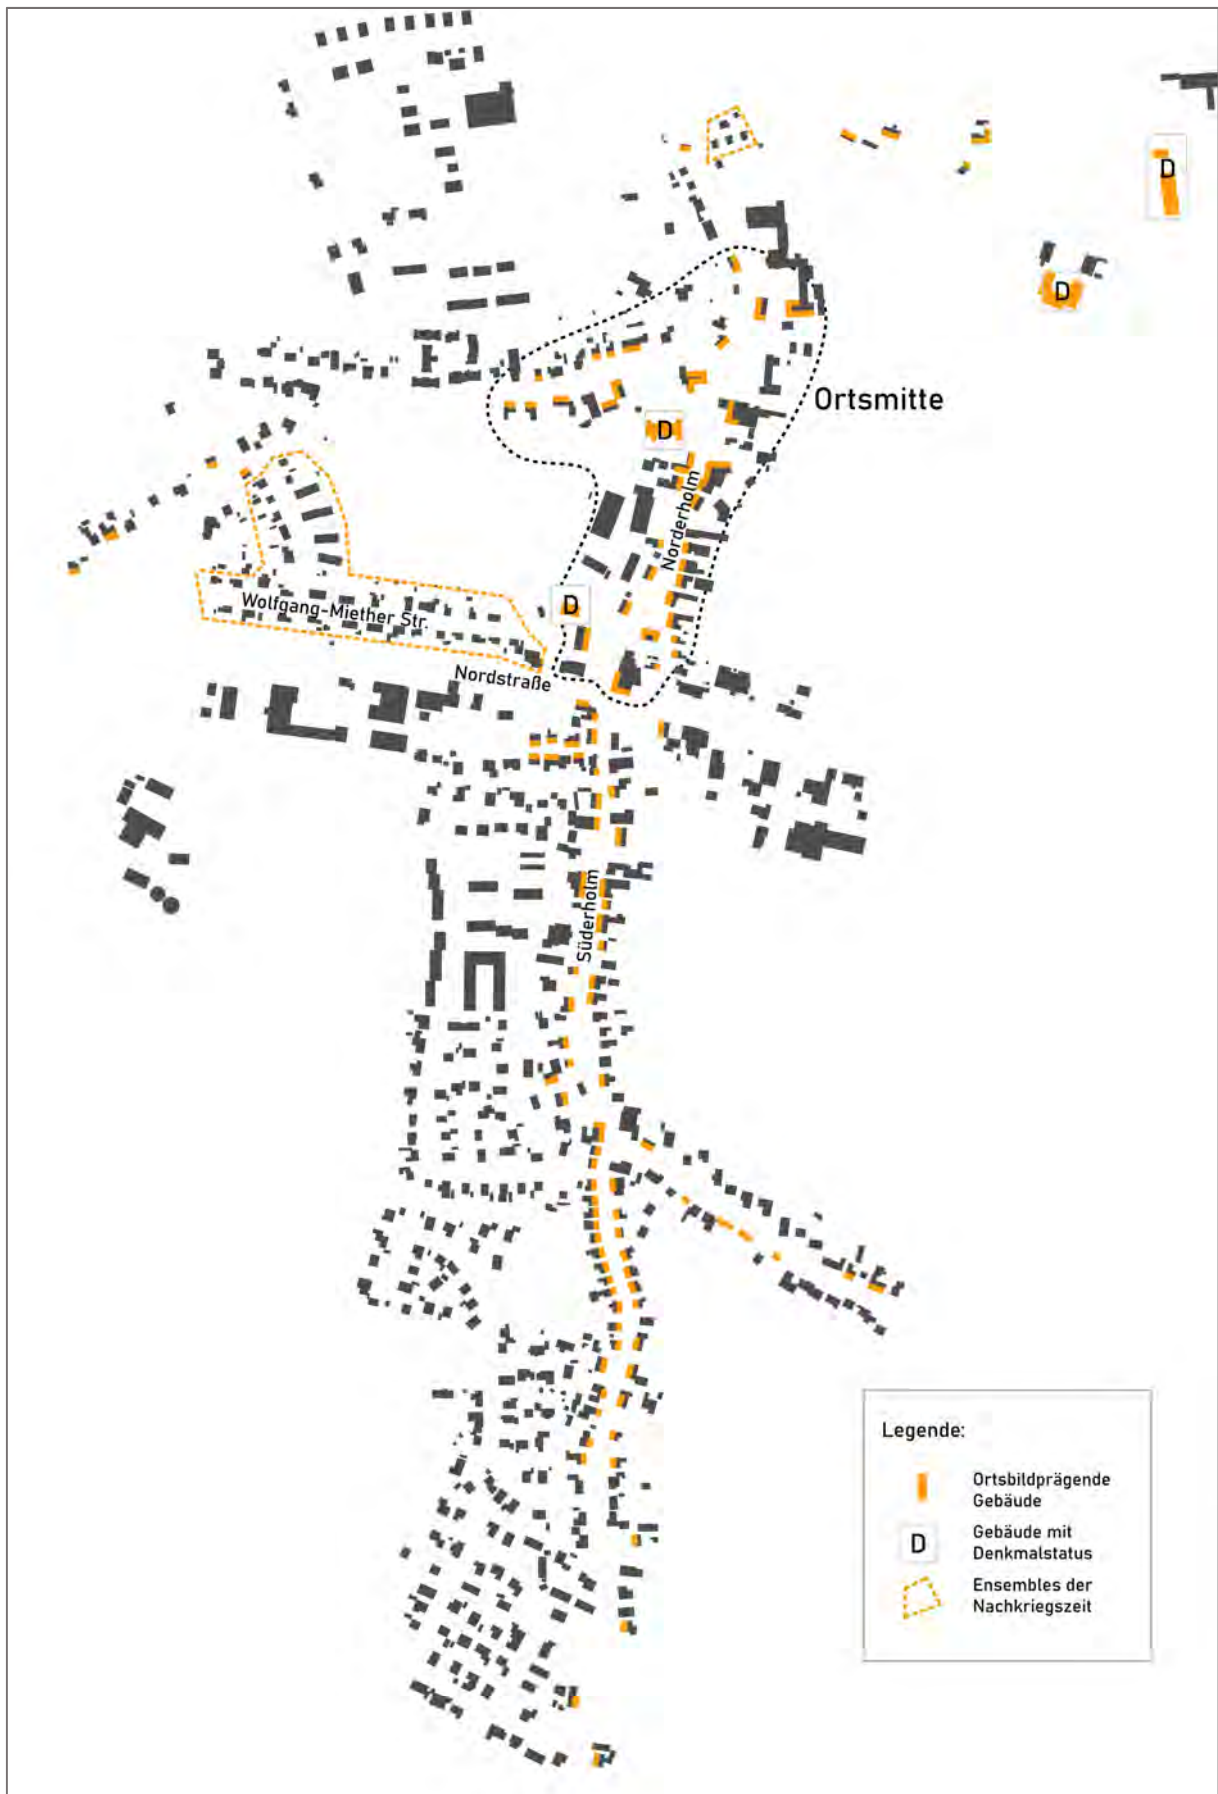 D
D
Ortsmitte
D
Norderholm
D
Wolfgang-Miether Str.
Nordstraße
Süderholm
Legende:
Ortsbildprägende
Gebäude
D
Gebäude mit
Denkmalstatus
Ensembles der
Nachkriegszeit